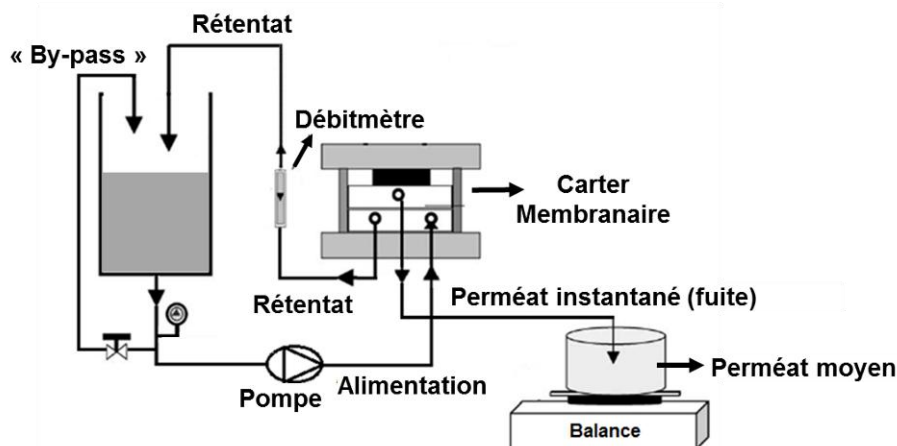 Rétentat
« By-pass »
Débitmètre
Carter
Membranaire
Rétentat
Perméat instantané (fuite)
Perméat moyen
Pompe
Alimentation
Balance